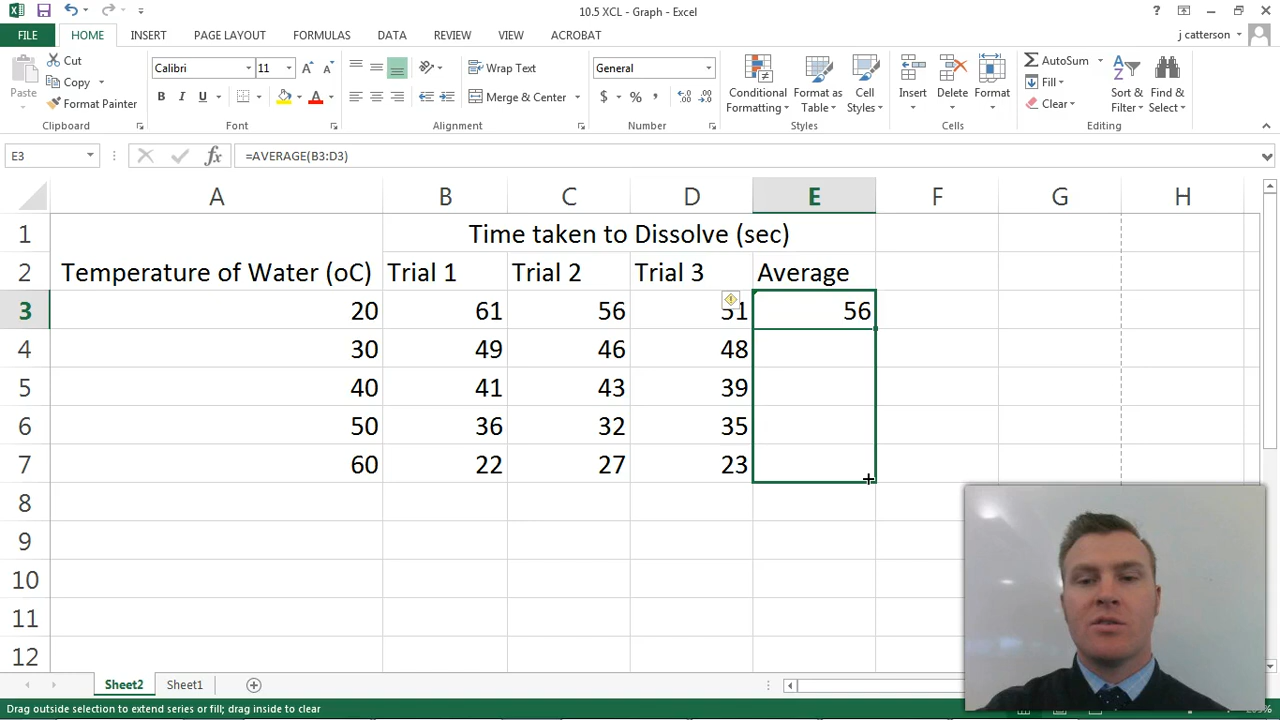 10.5 XCL - Graph - Excel
FILE HOME INSERT PAGE LAYOUT FORMULAS DATA REVIEW VIEW ACROBAT j catterson
Paste Cut Copy Format Painter
Calibri 11
B I U A
Wrap Text
Merge & Center
General
$ % ,
Conditional Formatting
Format as Table
Cell Styles
Insert Delete Format
AutoSum
Fill
Clear
Sort & Filter
Find & Select
Clipboard Font Alignment Number Styles Cells Editing
E3 fx =AVERAGE(B3:D3)
A B C D E F G H
1 Time taken to Dissolve (sec)
2 Temperature of Water (oC) Trial 1 Trial 2 Trial 3 Average
3 20 61 56 51 56
4 30 49 46 48
5 40 41 43 39
6 50 36 32 35
7 60 22 27 23
8
9
10
11
12
Sheet2 Sheet1
Drag outside selection to extend series or fill; drag inside to clear